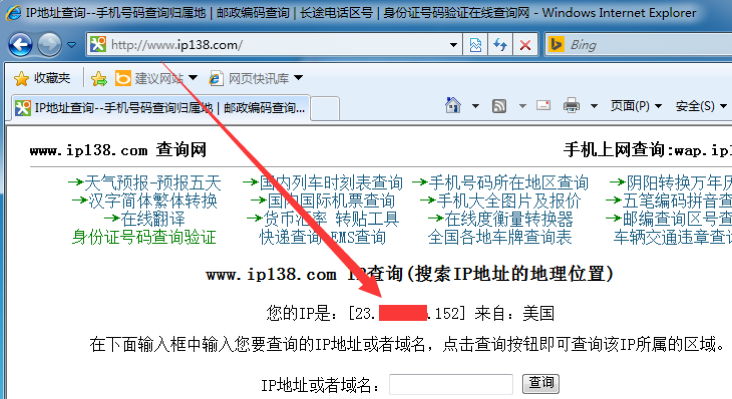 IP地址查询--手机号码查询归属地 | 邮政编码查询 | 长途电话区号 | 身份证号码验证在线查询网 - Windows Internet Explorer
http://www.ip138.com/
Bing
收藏夹 建议网站 网页快讯库
IP地址查询--手机号码查询归属地 | 邮政编码查询...
页面(P) 安全(S)
www.ip138.com 查询网 手机上网查询:wap.ip1
天气预报-预报五天 国内列车时刻表查询 手机号码所在地区查询 阴阳转换万年历
汉字简体繁体转换 国内国际机票查询 手机大全图片及报价 五笔编码拼音查
在线翻译 货币汇率 转贴工具 在线度衡量转换器 邮编查询区号查
身份证号码查询验证 快递查询 EMS查询 全国各地车牌查询表 车辆交通违章查询
www.ip138.com IP查询(搜索IP地址的地理位置)
您的IP是：[23. .152] 来自：美国
在下面输入框中输入您要查询的IP地址或者域名，点击查询按钮即可查询该IP所属的区域。
IP地址或者域名： 查询